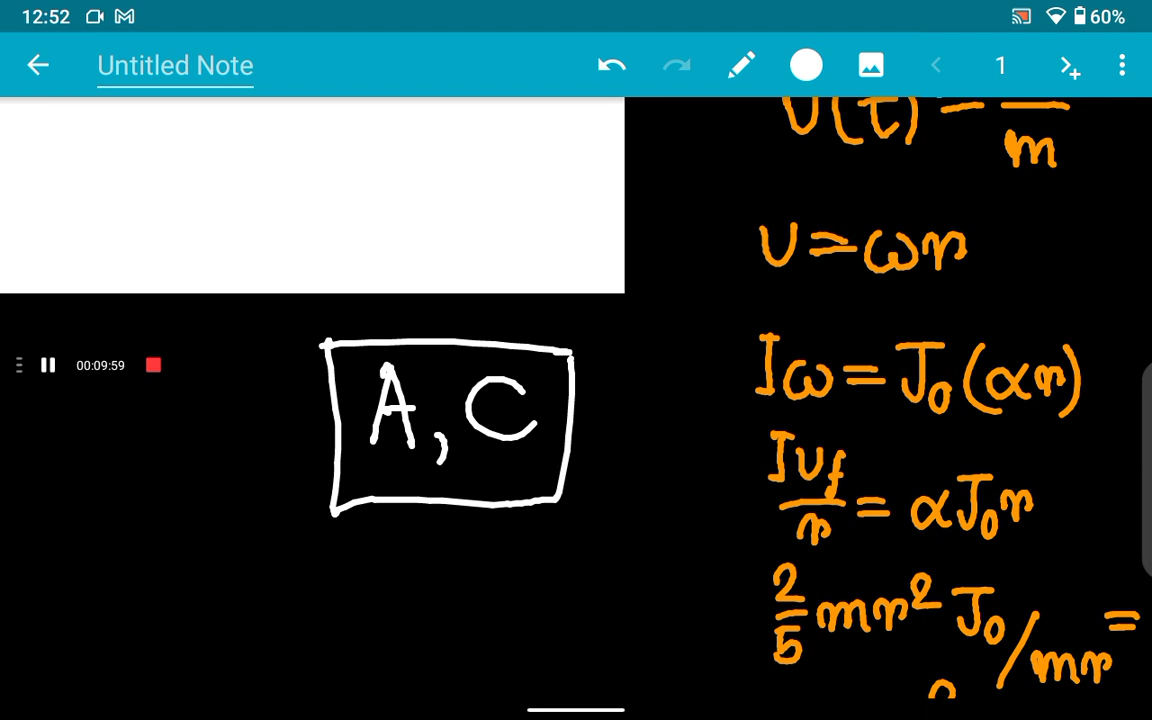 12:52 60%
Untitled Note 1
υ(t) = m
υ = ωr
00:09:59
A, C
Iω = J₀(αr)
Iυf/r = αJ₀r
2/5 mr² J₀/mr =